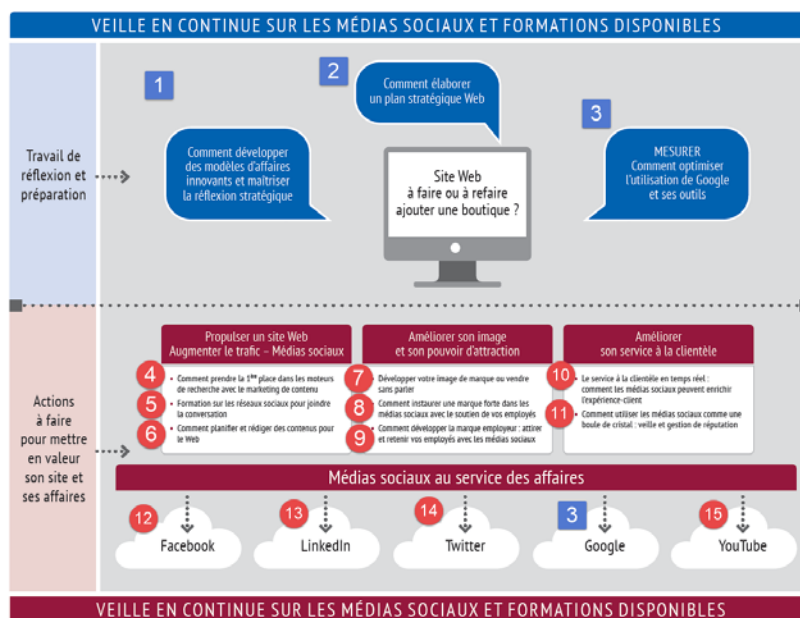 VEILLE EN CONTINUE SUR LES MÉDIAS SOCIAUX ET FORMATIONS DISPONIBLES
Travail de
réflexion et
préparation
1
Comment développer
des modèles d'affaires
innovants et maîtriser
la réflexion stratégique
2
Comment élaborer
un plan stratégique Web
Site Web
à faire ou à refaire
ajouter une boutique ?
3
MESURER
Comment optimiser
l'utilisation de Google
et ses outils
Actions
à faire
pour mettre
en valeur
son site et
ses affaires
Propulser un site Web
Augmenter le trafic – Médias sociaux
4 • Comment prendre la 1ère place dans les moteurs
de recherche avec le marketing de contenu
5 • Formation sur les réseaux sociaux pour joindre
la conversation
6 • Comment planifier et rédiger des contenus pour
le Web
Améliorer son image
et son pouvoir d'attraction
7 • Développer votre image de marque ou vendre
sans parler
8 • Comment instaurer une marque forte dans les
médias sociaux avec le soutien de vos employés
9 • Comment développer la marque employeur : attirer
et retenir vos employés avec les médias sociaux
Améliorer
son service à la clientèle
10 • Le service à la clientèle en temps réel :
comment les médias sociaux peuvent enrichir
l'expérience-client
11 • Comment utiliser les médias sociaux comme une
boule de cristal : veille et gestion de réputation
Médias sociaux au service des affaires
12 Facebook
13 LinkedIn
14 Twitter
3 Google
15 YouTube
VEILLE EN CONTINUE SUR LES MÉDIAS SOCIAUX ET FORMATIONS DISPONIBLES